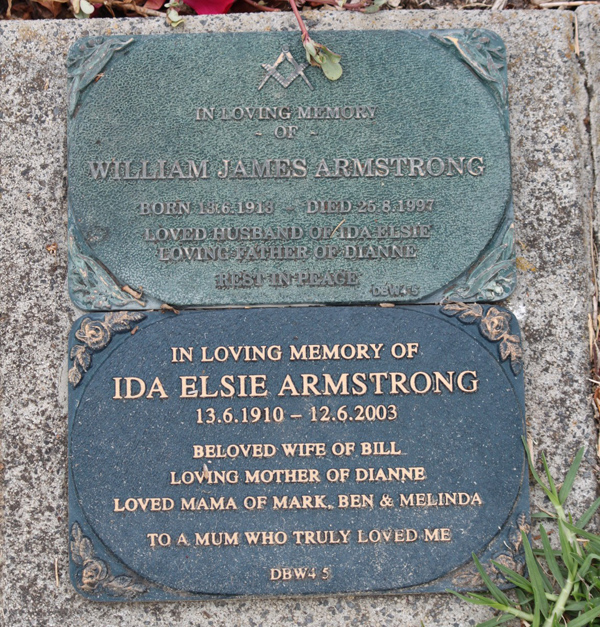 IN LOVING MEMORY
- OF -
WILLIAM JAMES ARMSTRONG
BORN 13.6.1913 - DIED 25.8.1997
LOVED HUSBAND OF IDA ELSIE
LOVING FATHER OF DIANNE
REST IN PEACE
DBW4 5
IN LOVING MEMORY OF
IDA ELSIE ARMSTRONG
13.6.1910 – 12.6.2003
BELOVED WIFE OF BILL
LOVING MOTHER OF DIANNE
LOVED MAMA OF MARK, BEN & MELINDA
TO A MUM WHO TRULY LOVED ME
DBW4 5